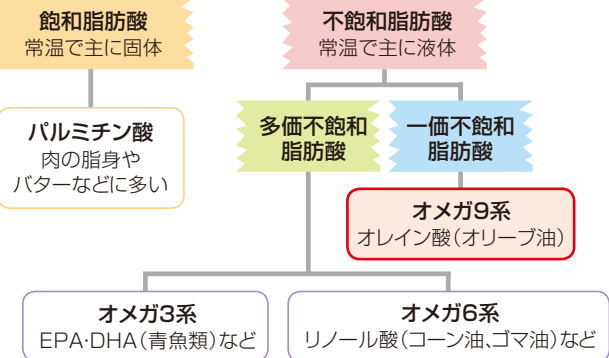 飽和脂肪酸
常温で主に固体
不飽和脂肪酸
常温で主に液体
パルミチン酸
肉の脂身や
バターなどに多い
多価不飽和
脂肪酸
一価不飽和
脂肪酸
オメガ9系
オレイン酸(オリーブ油)
オメガ3系
EPA·DHA(青魚類)など
オメガ6系
リノール酸(コーン油、ゴマ油)など